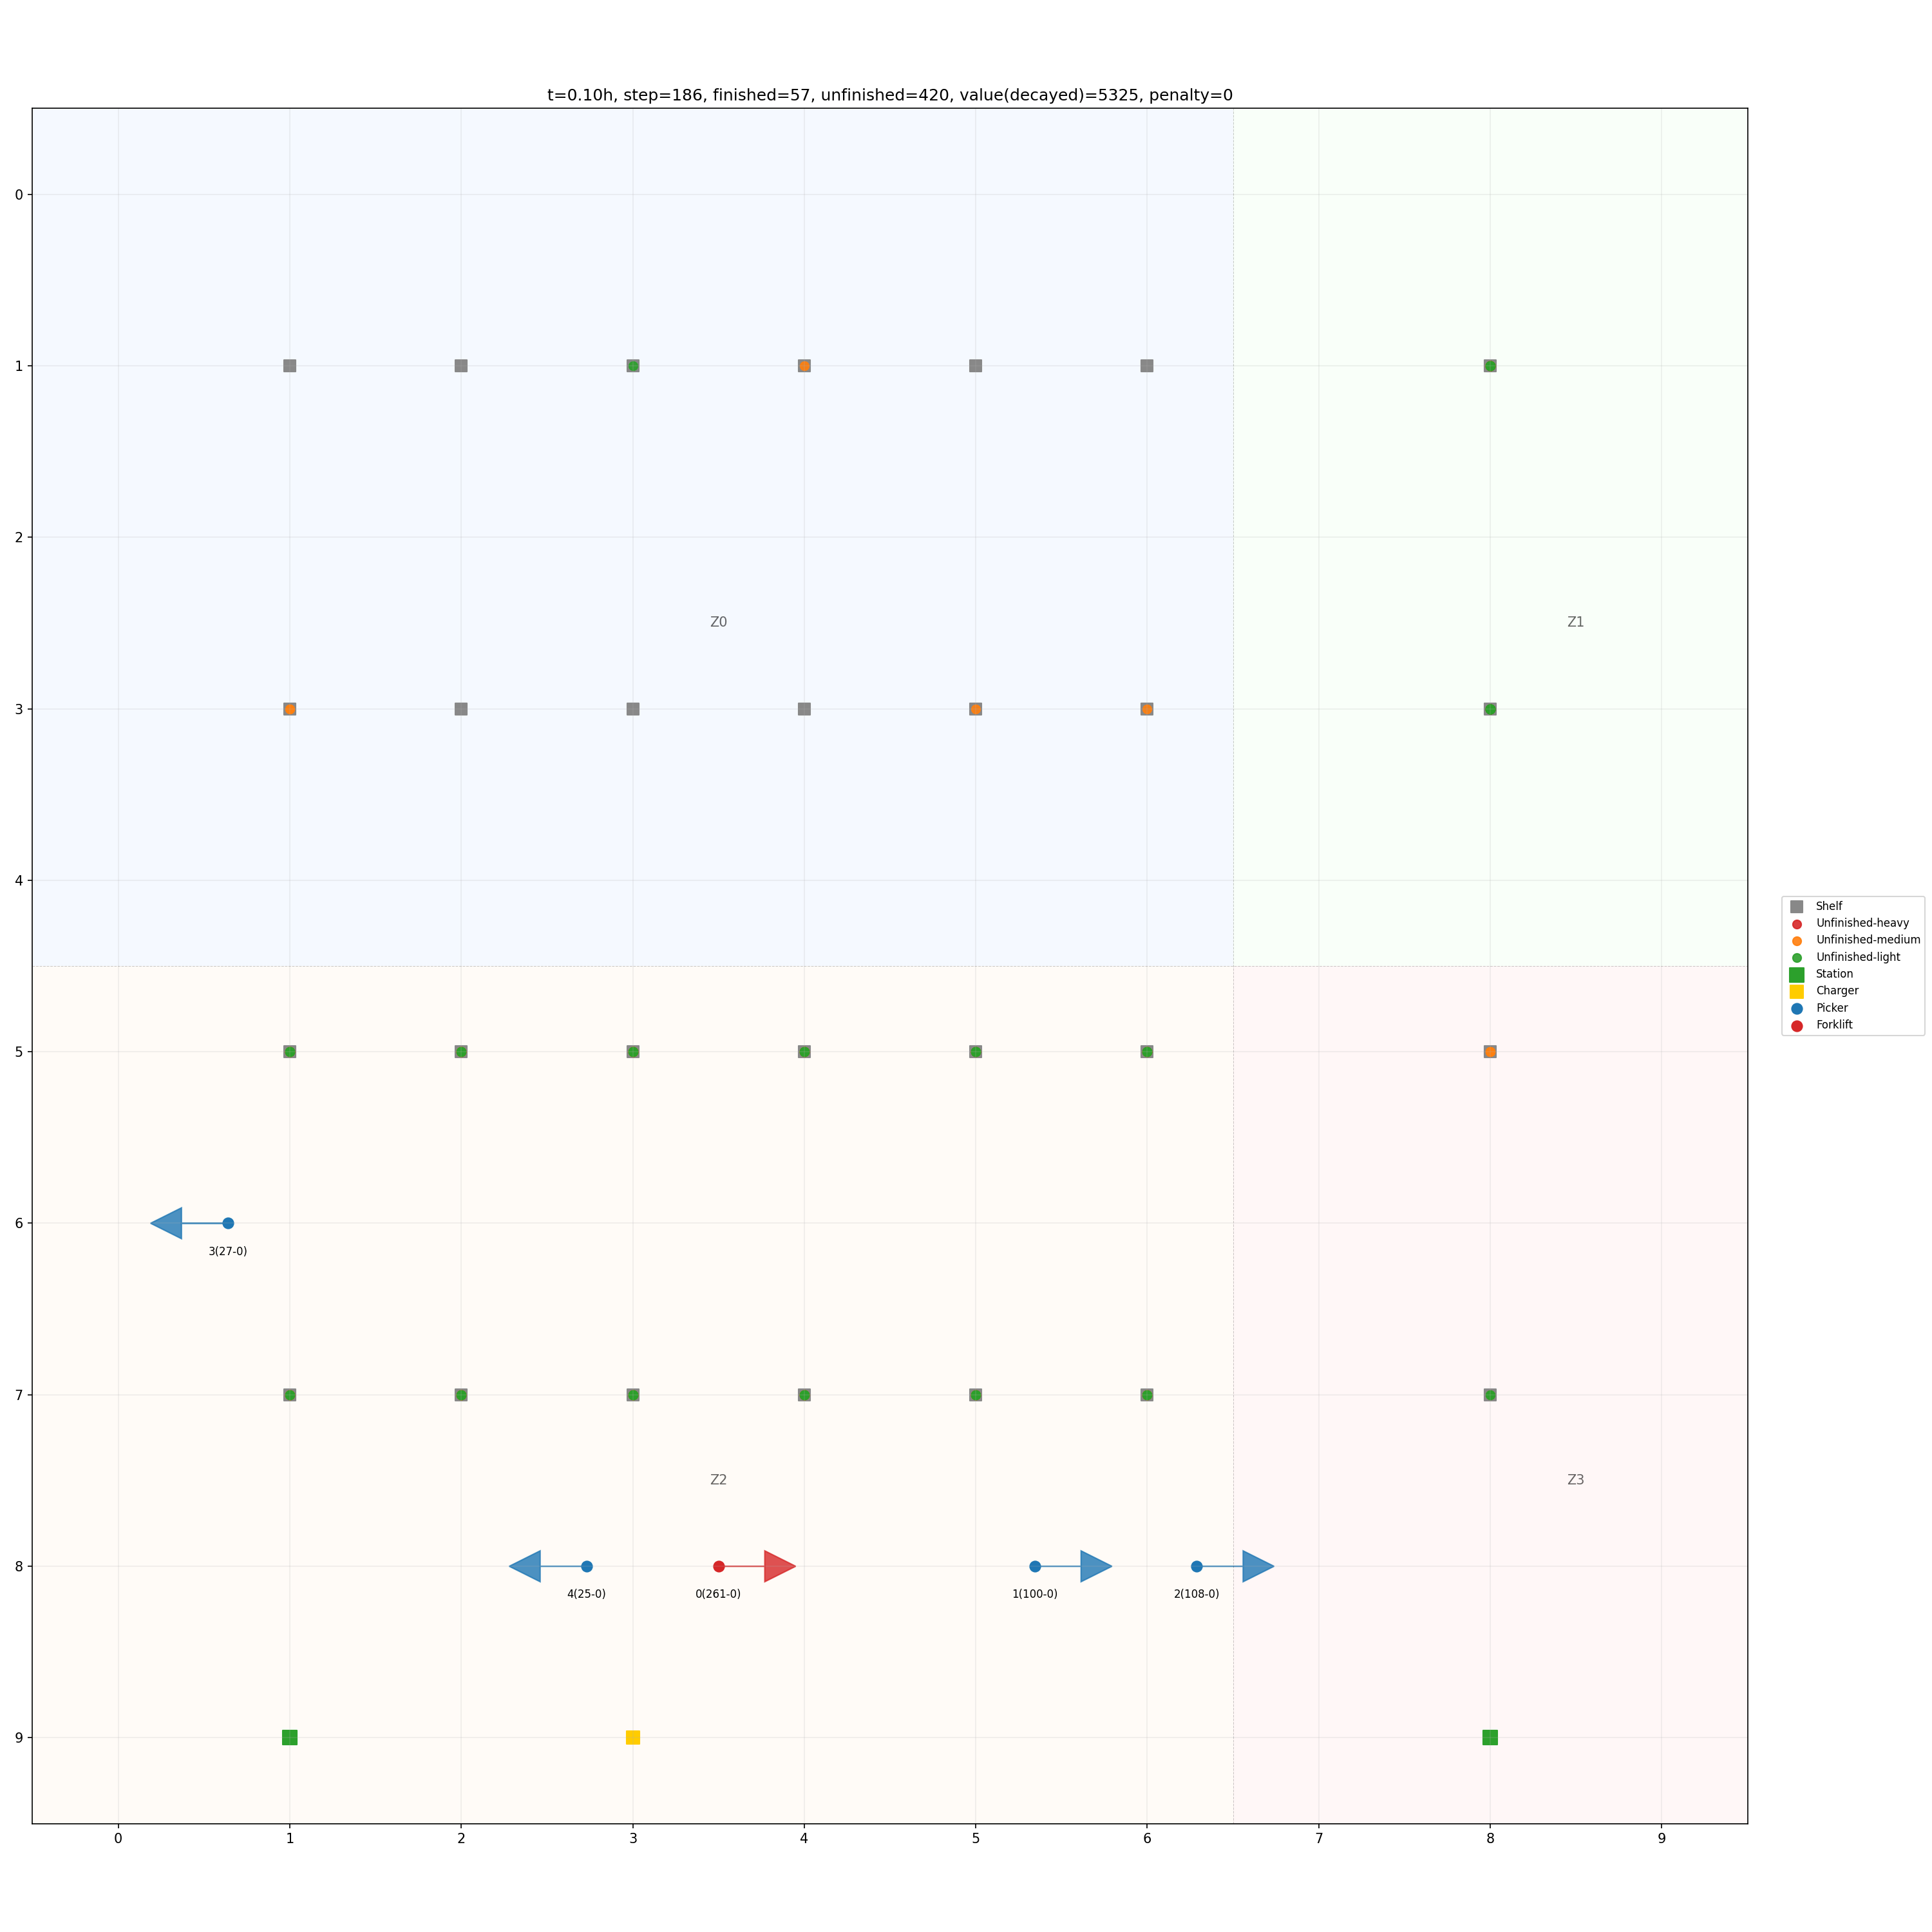 t=0.10h, step=186, finished=57, unfinished=420, value(decayed)=5325, penalty=0
0
1
2
Z0
Z1
3
4
Shelf
Unfinished-heavy
Unfinished-medium
Unfinished-light
Station
Charger
Picker
Forklift
5
6
3(27-0)
7
Z2
Z3
8
4(25-0)
0(261-0)
1(100-0)
2(108-0)
9
0 1 2 3 4 5 6 7 8 9